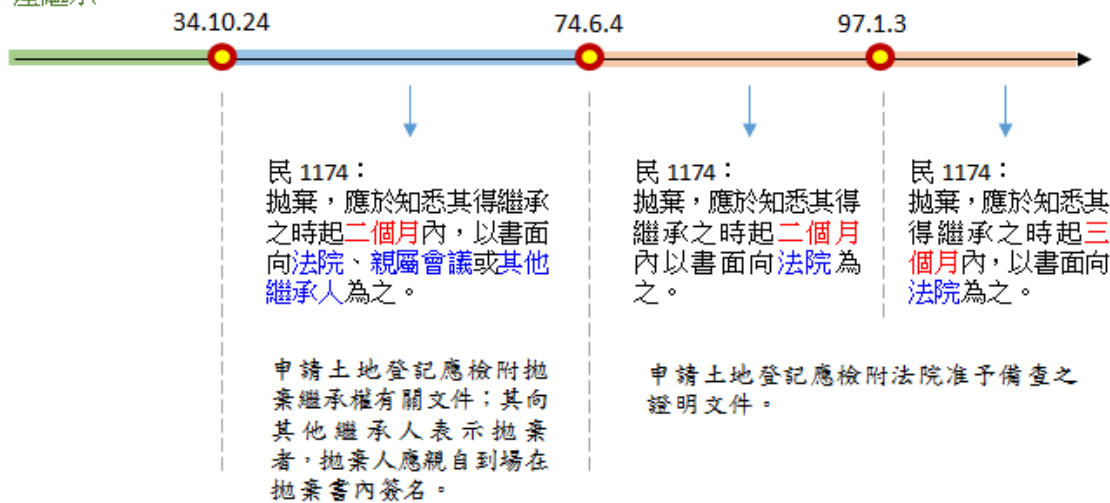 產繼承
34.10.24
74.6.4
97.1.3
民 1174：
拋棄，應於知悉其得繼承
之時起二個月內，以書面
向法院、親屬會議或其他
繼承人為之。
民 1174：
拋棄，應於知悉其得
繼承之時起二個月
內以書面向法院為
之。
民 1174：
拋棄，應於知悉其
得繼承之時起三
個月內，以書面向
法院為之。
申請土地登記應檢附拋
棄繼承權有關文件；其向
其他繼承人表示拋棄
者，拋棄人應親自到場在
拋棄書內簽名。
申請土地登記應檢附法院准予備查之
證明文件。